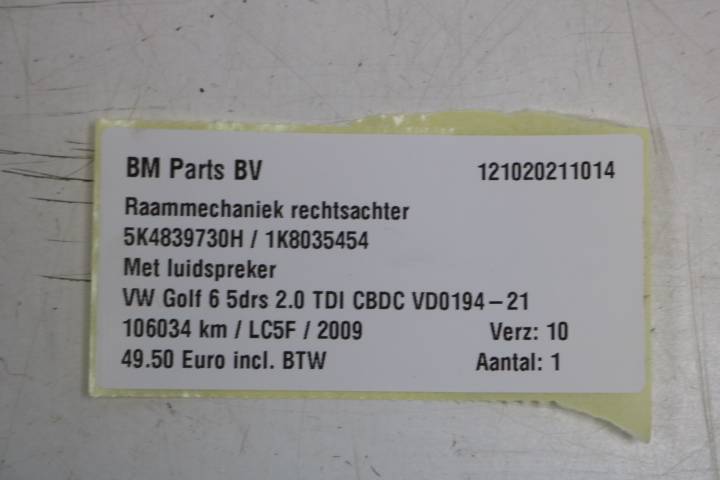 BM Parts BV 121020211014
Raammechaniek rechtsachter
5K4839730H / 1K8035454
Met luidspreker
VW Golf 6 5drs 2.0 TDI CBDC VD0194-21
106034 km / LC5F / 2009 Verz: 10
49.50 Euro incl. BTW Aantal: 1